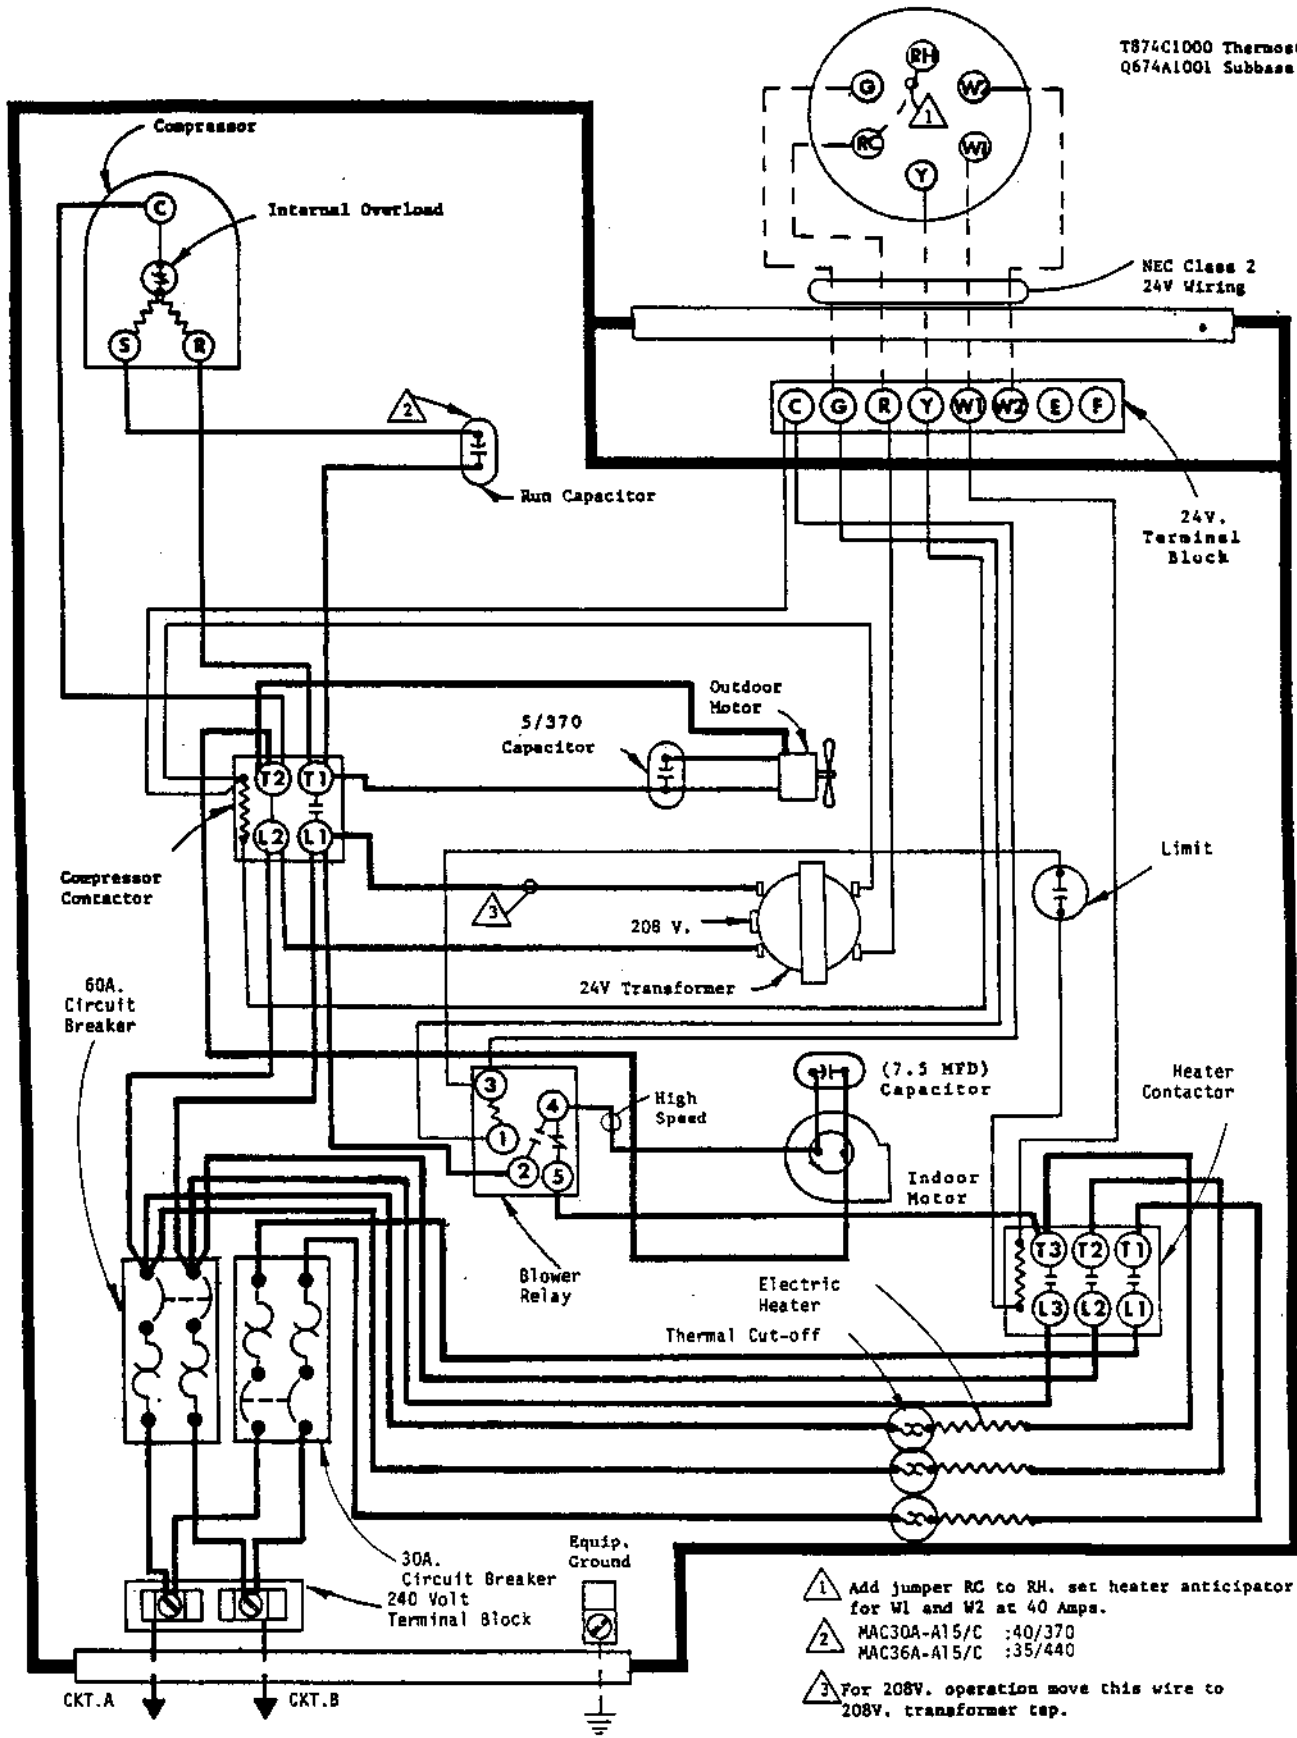 T874C1000 Thermos
Q674A1001 Subbase
RH
G
W2
1
RC
W1
Y
Compressor
C
Internal Overload
S
R
NEC Class 2
24V Wiring
2
C G R Y W1 W2 E F
Run Capacitor
24V.
Terminal
Block
Outdoor
Motor
5/370
Capacitor
T2 T1
L2 L1
Compressor
Contactor
Limit
3
208 V.
24V Transformer
60A.
Circuit
Breaker
(7.5 MFD)
Capacitor
Heater
Contactor
3
4
High
Speed
1
2
5
Indoor
Motor
Blower
Relay
T3 T2 T1
L3 L2 L1
Electric
Heater
Thermal Cut-off
30A.
Circuit Breaker
240 Volt
Terminal Block
Equip.
Ground
CKT.A
CKT.B
1 Add jumper RC to RH. set heater anticipator
for W1 and W2 at 40 Amps.
2 MAC30A-A15/C :40/370
MAC36A-A15/C :35/440
3 For 208V. operation move this wire to
208V. transformer tap.